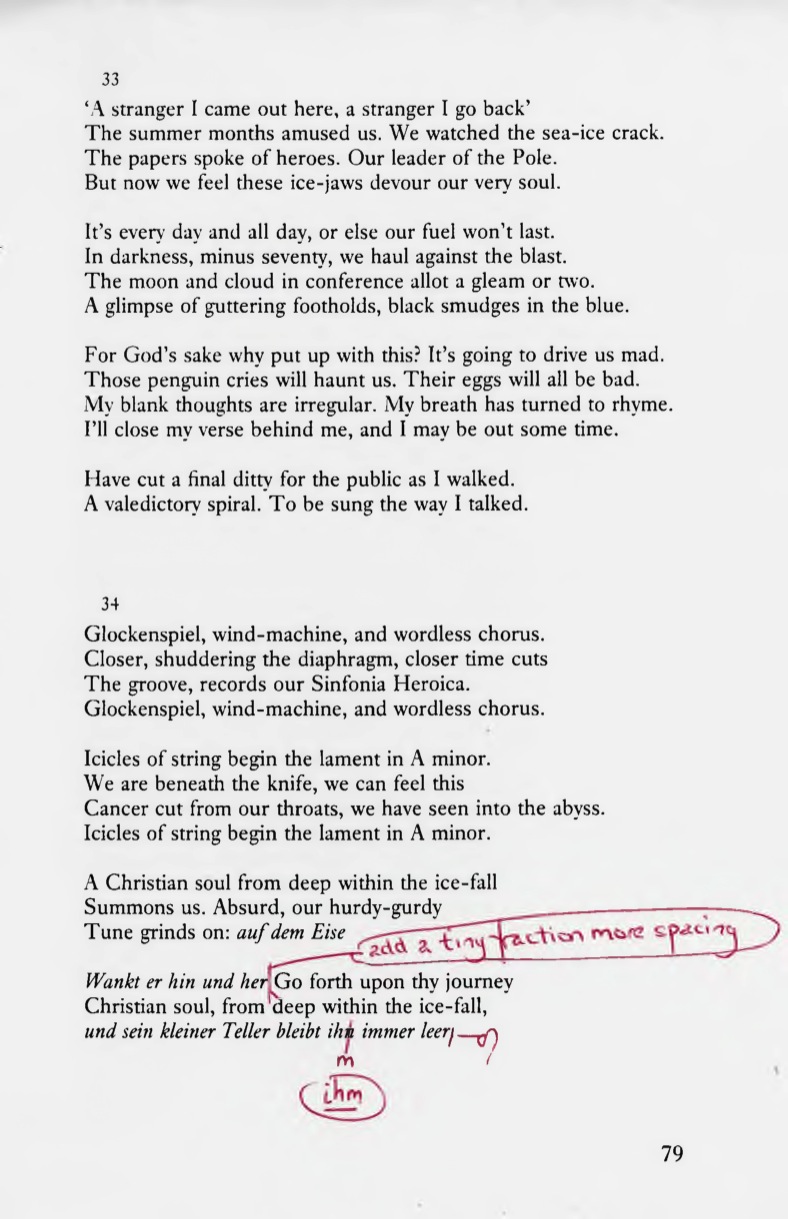 33
‘A stranger I came out here, a stranger I go back’
The summer months amused us. We watched the sea-ice crack.
The papers spoke of heroes. Our leader of the Pole.
But now we feel these ice-jaws devour our very soul.

It’s every day and all day, or else our fuel won’t last.
In darkness, minus seventy, we haul against the blast.
The moon and cloud in conference allot a gleam or two.
A glimpse of guttering footholds, black smudges in the blue.

For God’s sake why put up with this? It’s going to drive us mad.
Those penguin cries will haunt us. Their eggs will all be bad.
My blank thoughts are irregular. My breath has turned to rhyme.
I’ll close my verse behind me, and I may be out some time.

Have cut a final ditty for the public as I walked.
A valedictory spiral. To be sung the way I talked.

34
Glockenspiel, wind-machine, and wordless chorus.
Closer, shuddering the diaphragm, closer time cuts
The groove, records our Sinfonia Heroica.
Glockenspiel, wind-machine, and wordless chorus.

Icicles of string begin the lament in A minor.
We are beneath the knife, we can feel this
Cancer cut from our throats, we have seen into the abyss.
Icicles of string begin the lament in A minor.

A Christian soul from deep within the ice-fall
Summons us. Absurd, our hurdy-gurdy
Tune grinds on: auf dem Eise
add a tiny fraction more spacing

Wankt er hin und her Go forth upon thy journey
Christian soul, from deep within the ice-fall,
und sein kleiner Teller bleibt ihn immer leer
m
ihm
79